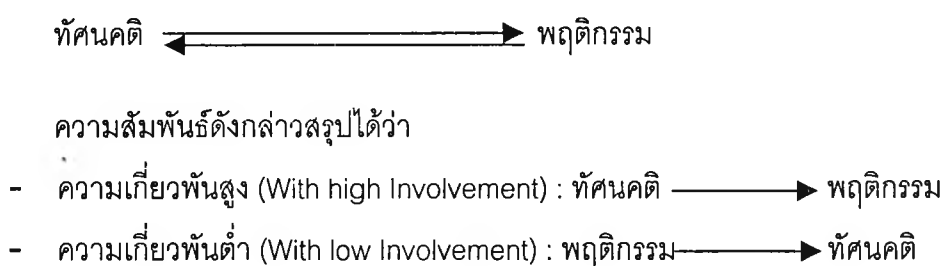 ทัศนคติ พฤติกรรม
ความสัมพันธ์ดังกล่าวสรุปได้ว่า
- ความเกี่ยวพันสูง (With high Involvement) : ทัศนคติ พฤติกรรม
- ความเกี่ยวพันต่ำ (With low Involvement) : พฤติกรรม ทัศนคติ